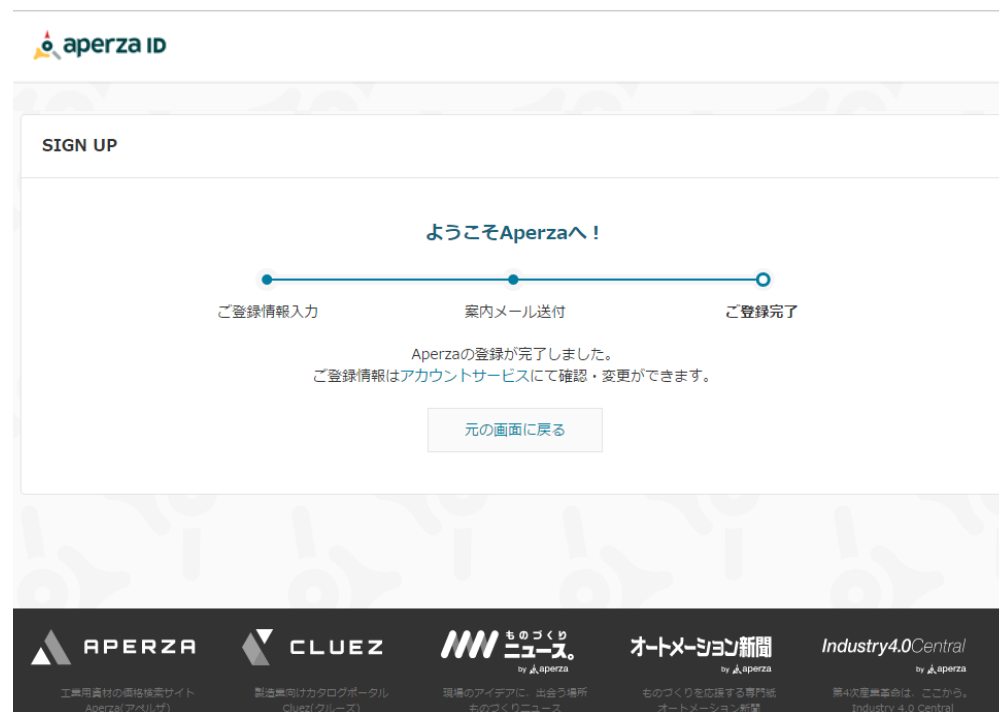 aperza ID
SIGN UP
ようこそAperzaへ！
ご登録情報入力
案内メール送付
ご登録完了
Aperzaの登録が完了しました。
ご登録情報はアカウントサービスにて確認・変更ができます。
元の画面に戻る
APERZA
CLUEZ
ものづくり
ニュース。
by aperza
オートメーション新聞
by aperza
Industry4.0Central
by aperza
工業用資材の価格検索サイト
Aperza(アペルザ)
製造業向けカタログポータル
Cluez(クルーズ)
現場のアイデアに、出会う場所
ものづくりニュース
ものづくりを応援する専門紙
オートメーション新聞
第4次産業革命は、ここから。
Industry 4.0 Central